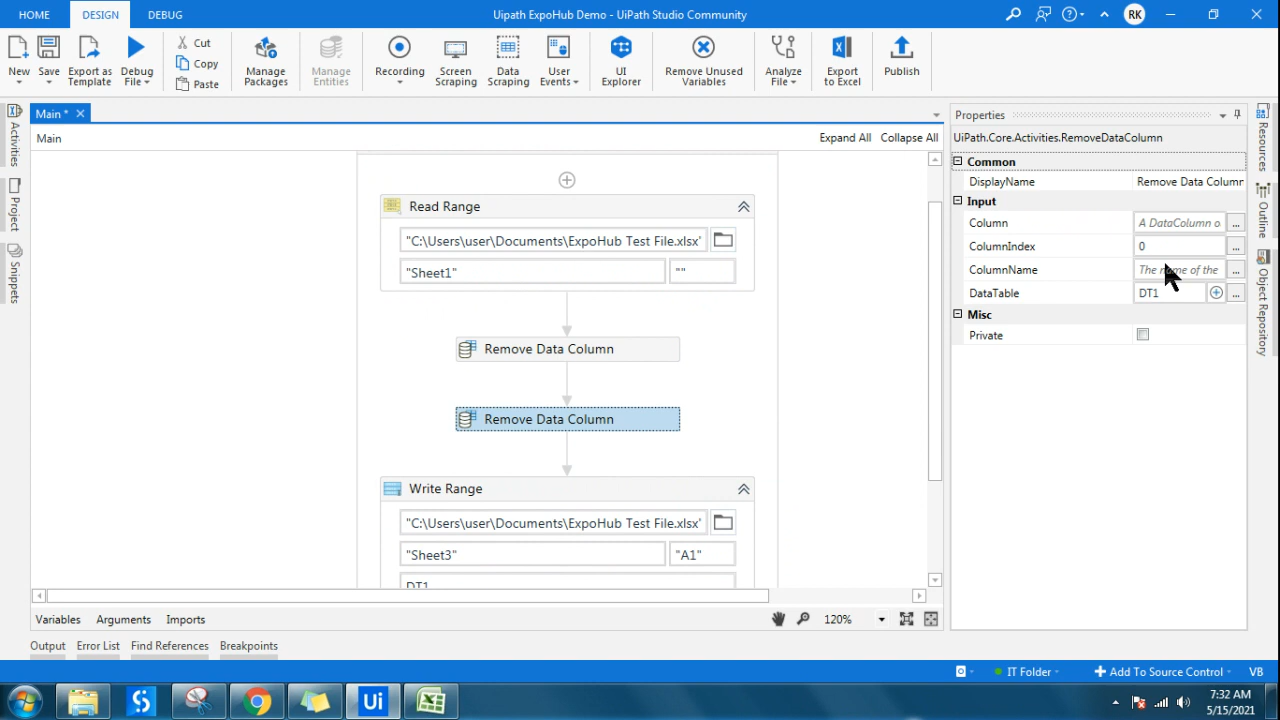 HOME DESIGN DEBUG Uipath ExpoHub Demo - UiPath Studio Community RK
New Save Export as Template Debug File Cut Copy Paste Manage Packages Manage Entities Recording Screen Scraping Data Scraping User Events UI Explorer Remove Unused Variables Analyze File Export to Excel Publish
Main *
Main Expand All Collapse All
Activities
Project
Snippets
Read Range
"C:\Users\user\Documents\ExpoHub Test File.xlsx"
"Sheet1" ""
Remove Data Column
Remove Data Column
Write Range
"C:\Users\user\Documents\ExpoHub Test File.xlsx"
"Sheet3" "A1"
DT1
Variables Arguments Imports 120%
Output Error List Find References Breakpoints
Properties
UiPath.Core.Activities.RemoveDataColumn
Common
DisplayName Remove Data Column
Input
Column A DataColumn o ...
ColumnIndex 0 ...
ColumnName The name of the ...
DataTable DT1 ...
Misc
Private
Resources
Outline
Object Repository
IT Folder Add To Source Control VB
Ui
7:32 AM
5/15/2021